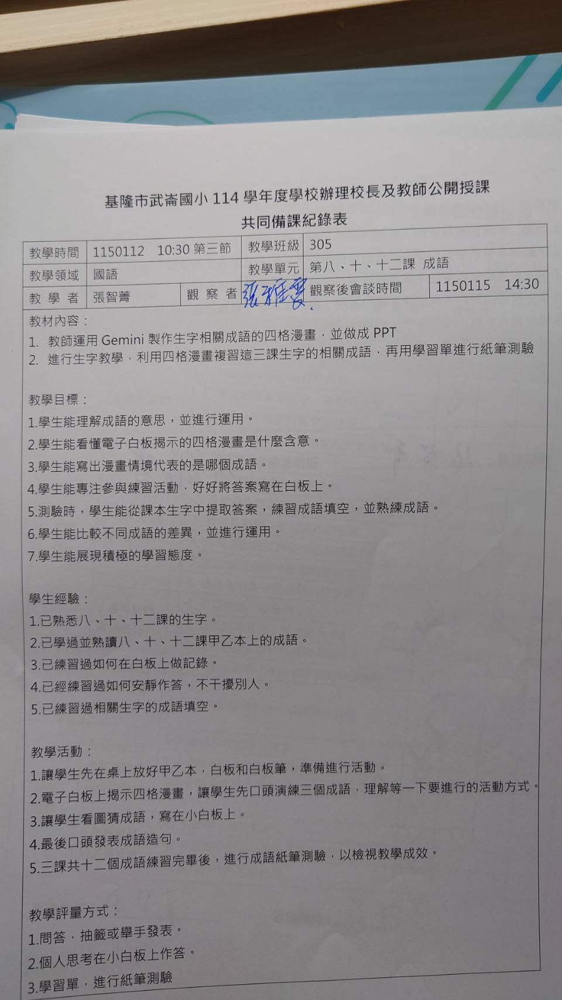 基隆市武崙國小 114 學年度學校辦理校長及教師公開授課
共同備課紀錄表
教學時間 1150112 10:30 第三節 教學班級 305
教學領域 國語 教學單元 第八、十、十二課 成語
教 學 者 張智菁 觀 察 者 張雅雯. 觀察後會談時間 1150115 14:30
教材內容：
1. 教師運用 Gemini 製作生字相關成語的四格漫畫，並做成 PPT
2. 進行生字教學，利用四格漫畫複習這三課生字的相關成語，再用學習單進行紙筆測驗
教學目標：
1.學生能理解成語的意思，並進行運用。
2.學生能看懂電子白板揭示的四格漫畫是什麼含意。
3.學生能寫出漫畫情境代表的是哪個成語。
4.學生能專注參與練習活動，好好將答案寫在白板上。
5.測驗時，學生能從課本生字中提取答案，練習成語填空，並熟練成語。
6.學生能比較不同成語的差異，並進行運用。
7.學生能展現積極的學習態度。
學生經驗：
1.已熟悉八、十、十二課的生字。
2.已學過並熟讀八、十、十二課甲乙本上的成語。
3.已練習過如何在白板上做記錄。
4.已經練習過如何安靜作答，不干擾別人。
5.已練習過相關生字的成語填空。
教學活動：
1.讓學生先在桌上放好甲乙本，白板和白板筆，準備進行活動。
2.電子白板上揭示四格漫畫，讓學生先口頭演練三個成語，理解等一下要進行的活動方式。
3.讓學生看圖猜成語，寫在小白板上。
4.最後口頭發表成語造句。
5.三課共十二個成語練習完畢後，進行成語紙筆測驗，以檢視教學成效。
教學評量方式：
1.問答，抽籤或舉手發表。
2.個人思考在小白板上作答。
3.學習單，進行紙筆測驗